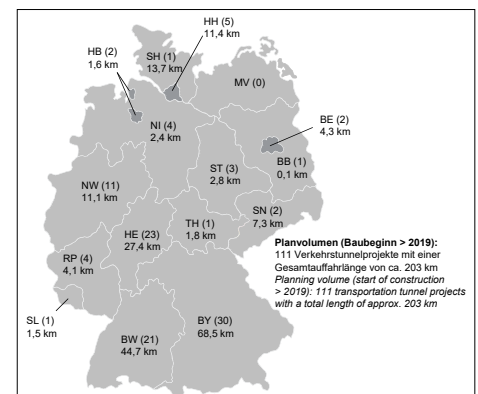 HH (5)
11,4 km
HB (2)
1,6 km
SH (1)
13,7 km
MV (0)
BE (2)
4,3 km
NI (4)
2,4 km
BB (1)
0,1 km
ST (3)
2,8 km
NW (11)
11,1 km
SN (2)
7,3 km
TH (1)
1,8 km
HE (23)
27,4 km
RP (4)
4,1 km
SL (1)
1,5 km
BY (30)
68,5 km
BW (21)
44,7 km
Planvolumen (Baubeginn > 2019):
111 Verkehrstunnelprojekte mit einer
Gesamtauffahrlänge von ca. 203 km
Planning volume (start of construction
> 2019): 111 transportation tunnel projects
with a total length of approx. 203 km